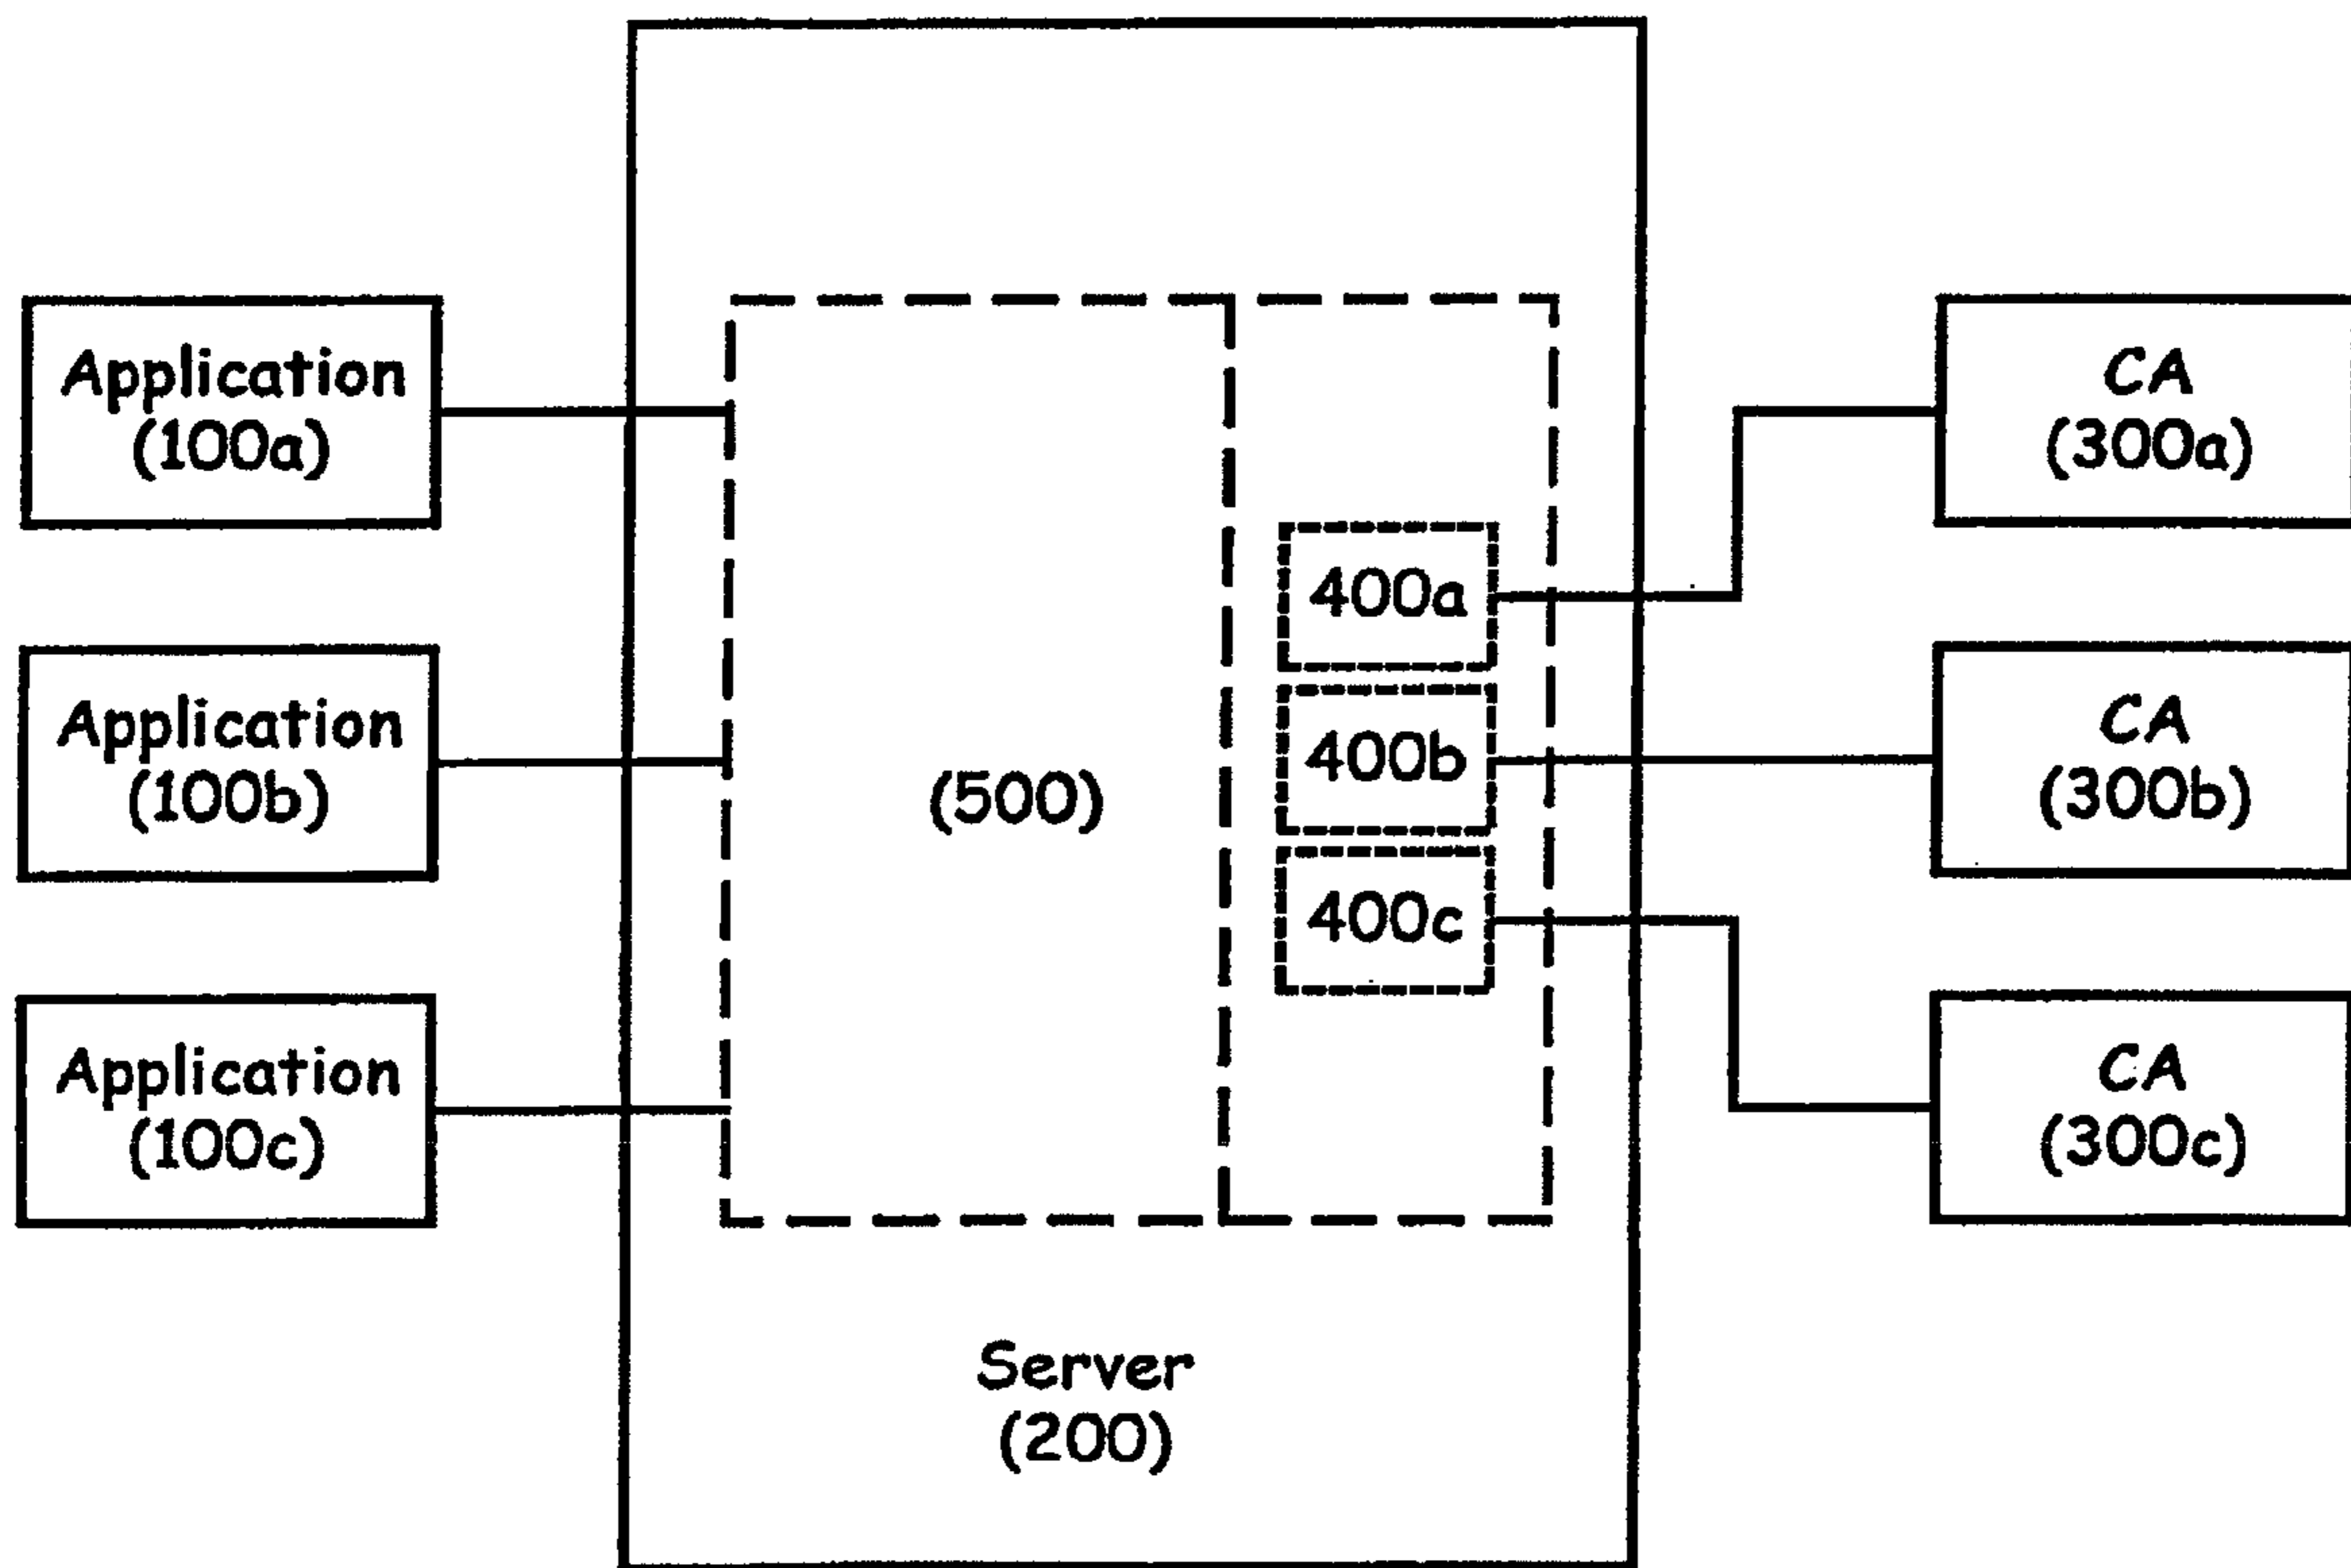 Application
(100a)
Application
(100b)
Application
(100c)
(500)
400a
400b
400c
Server
(200)
CA
(300a)
CA
(300b)
CA
(300c)